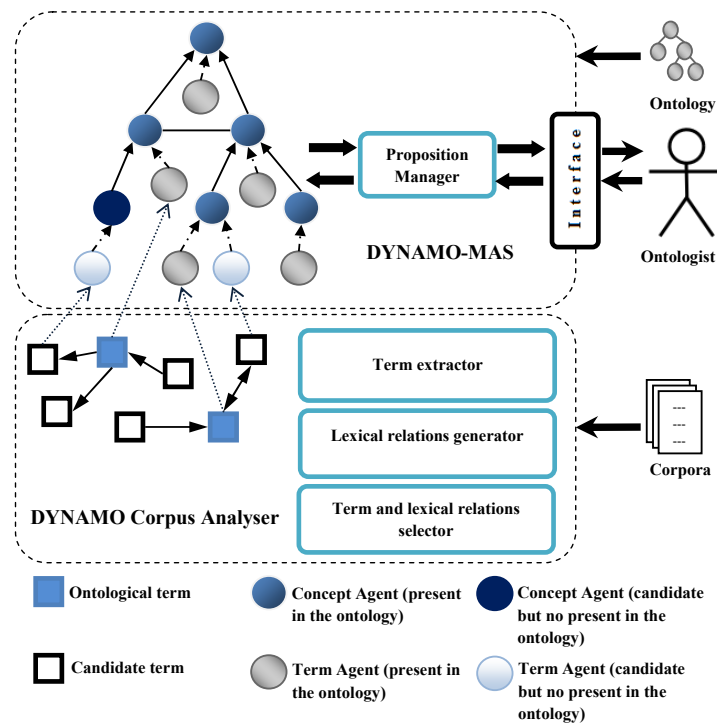 Ontology
Proposition
Manager
Interface
Ontologist
DYNAMO-MAS
Term extractor
Lexical relations generator
Term and lexical relations
selector
DYNAMO Corpus Analyser
---
---
---
Corpora
Ontological term
Concept Agent (present
in the ontology)
Concept Agent (candidate
but no present in the
ontology)
Candidate term
Term Agent (present in
the ontology)
Term Agent (candidate
but no present in the
ontology)